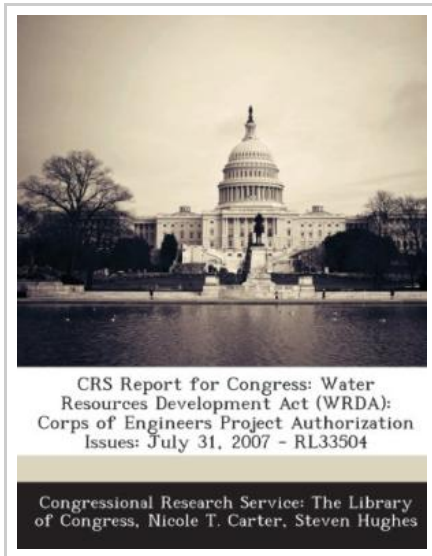 CRS Report for Congress: Water
Resources Development Act (WRDA):
Corps of Engineers Project Authorization
Issues: July 31, 2007 - RL33504
Congressional Research Service: The Library
of Congress, Nicole T. Carter, Steven Hughes